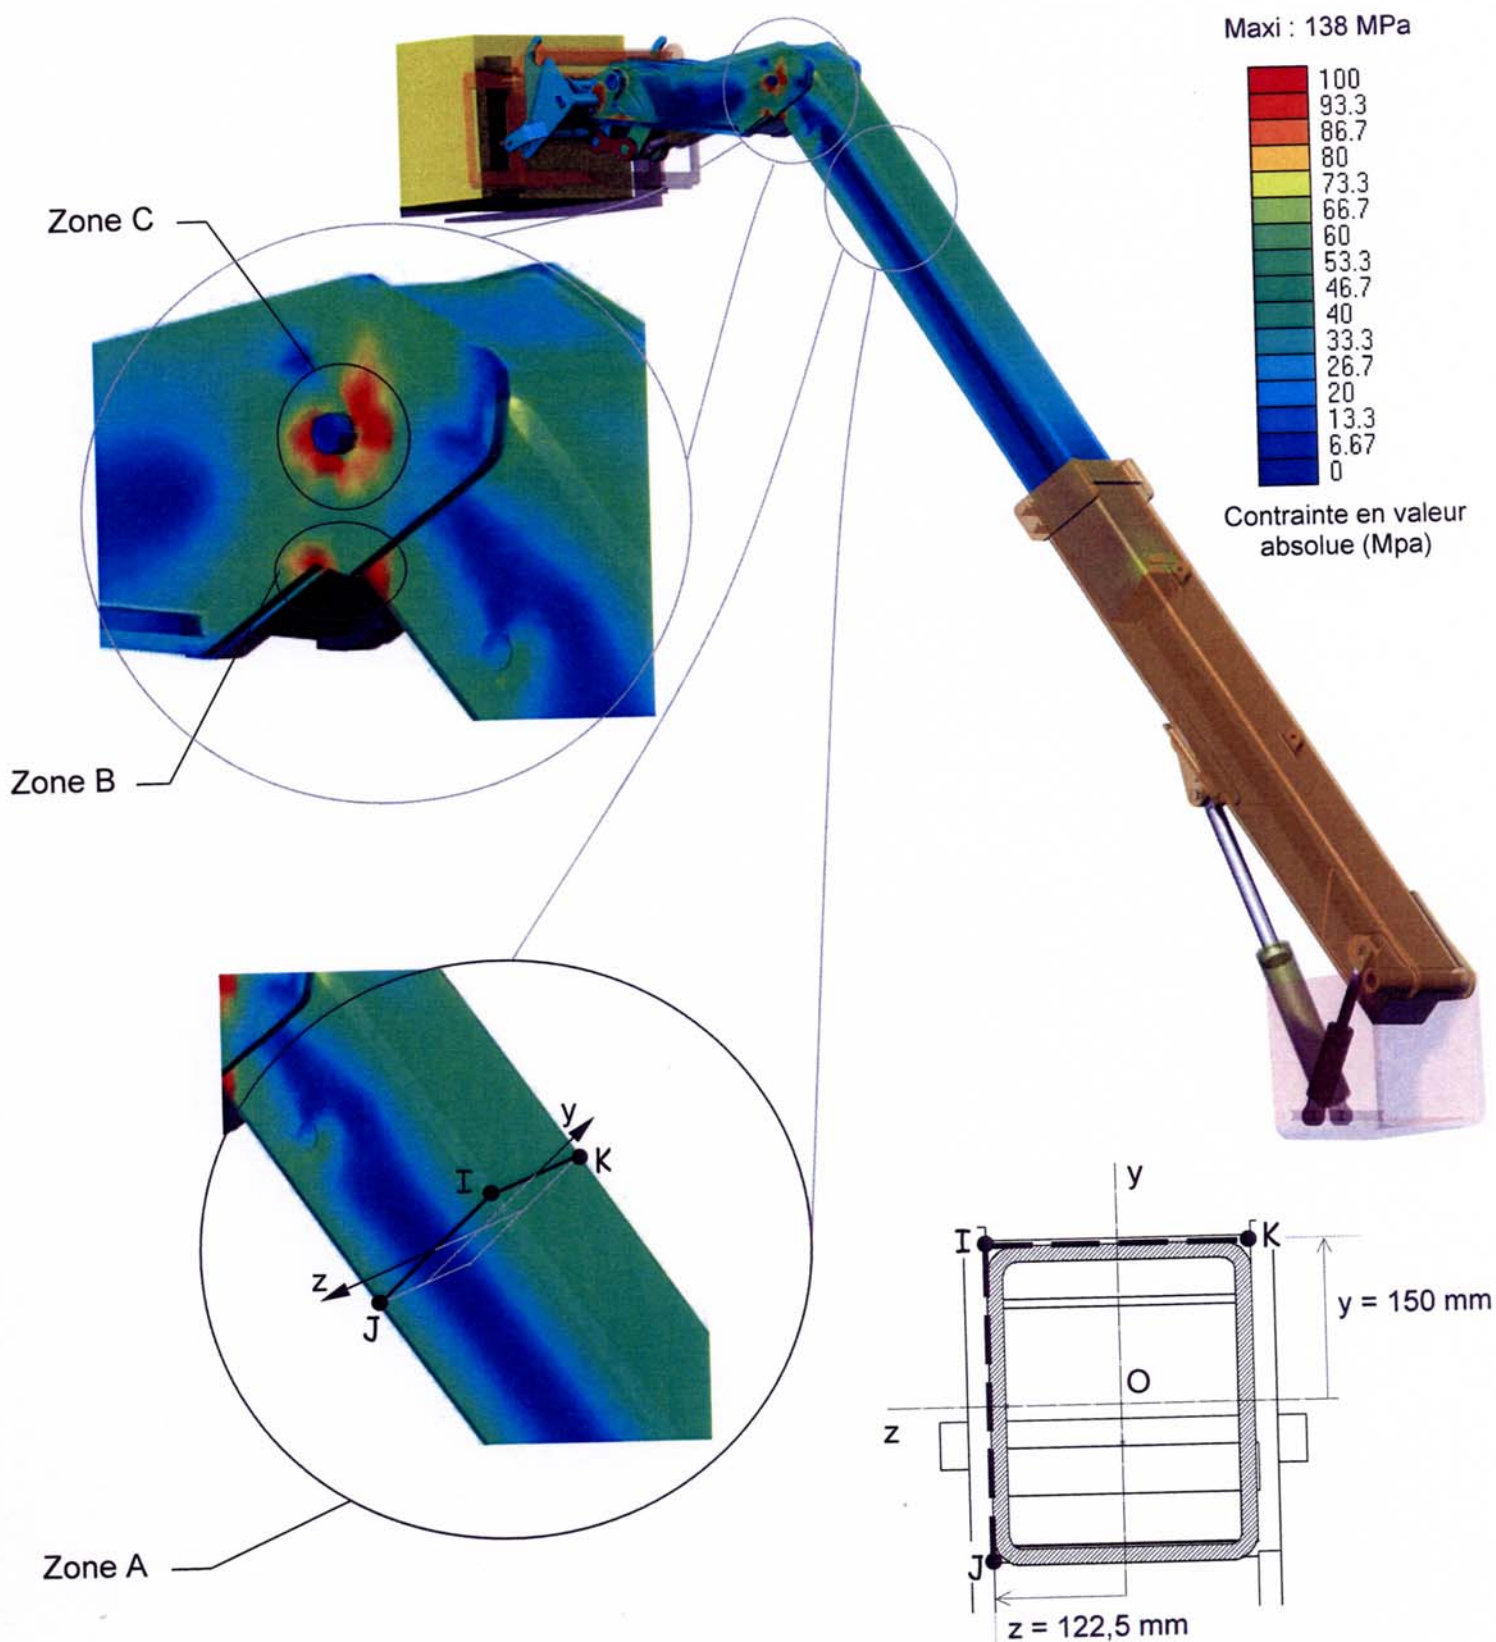 Maxi : 138 MPa
100
93.3
86.7
80
73.3
66.7
60
53.3
46.7
40
33.3
26.7
20
13.3
6.67
0
Contrainte en valeur
absolue (Mpa)
Zone C
Zone B
y
K
I
z
J
Zone A
y
I
K
y = 150 mm
O
z
J
z = 122,5 mm